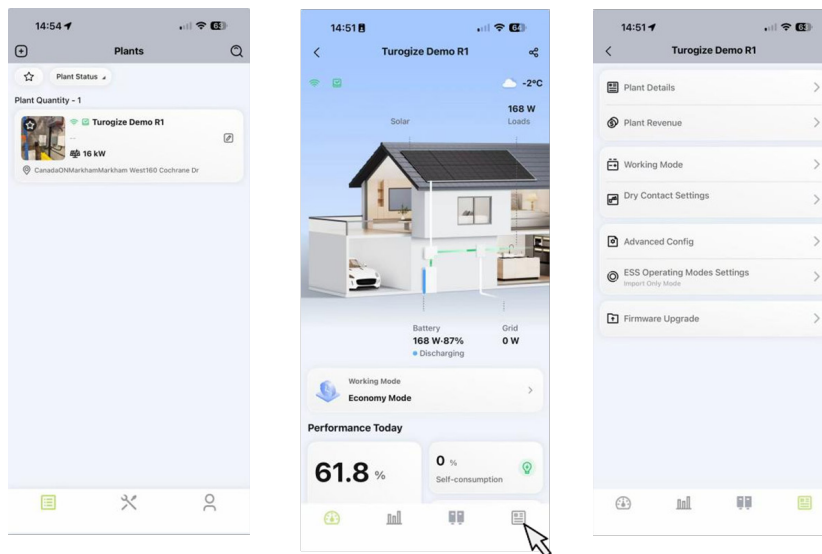 14:54
63
Plants
Plant Status
Plant Quantity - 1
Turogize Demo R1
--
16 kW
CanadaONMarkhamMarkham West160 Cochrane Dr
14:51
64
Turogize Demo R1
-2°C
168 W
Solar
Loads
Battery
Grid
168 W·87%
0 W
Discharging
Working Mode
Economy Mode
Performance Today
61.8 %
0 %
Self-consumption
14:51
63
Turogize Demo R1
Plant Details
Plant Revenue
Working Mode
Dry Contact Settings
Advanced Config
ESS Operating Modes Settings
Import Only Mode
Firmware Upgrade